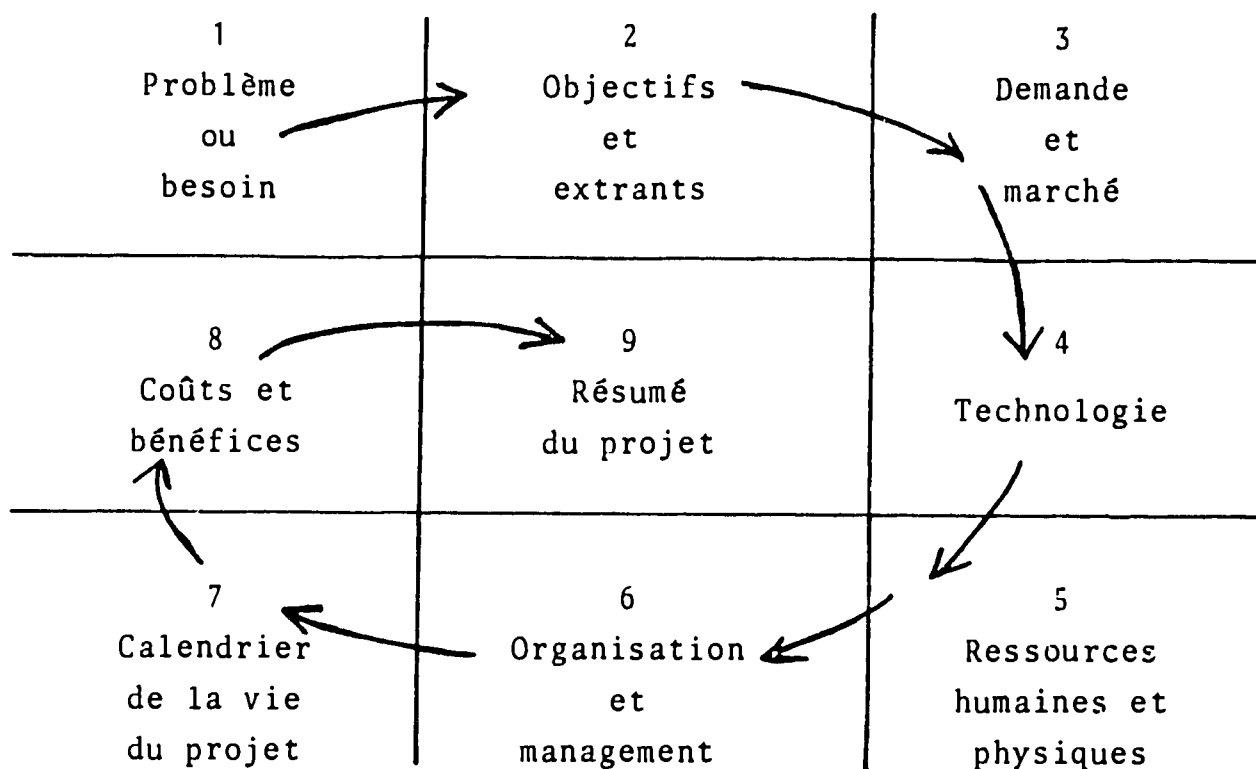 1
Problème
ou
besoin
2
Objectifs
et
extrants
3
Demande
et
marché
8
Coûts et
bénéfices
9
Résumé
du projet
4
Technologie
7
Calendrier
de la vie
du projet
6
Organisation
et
management
5
Ressources
humaines et
physiques